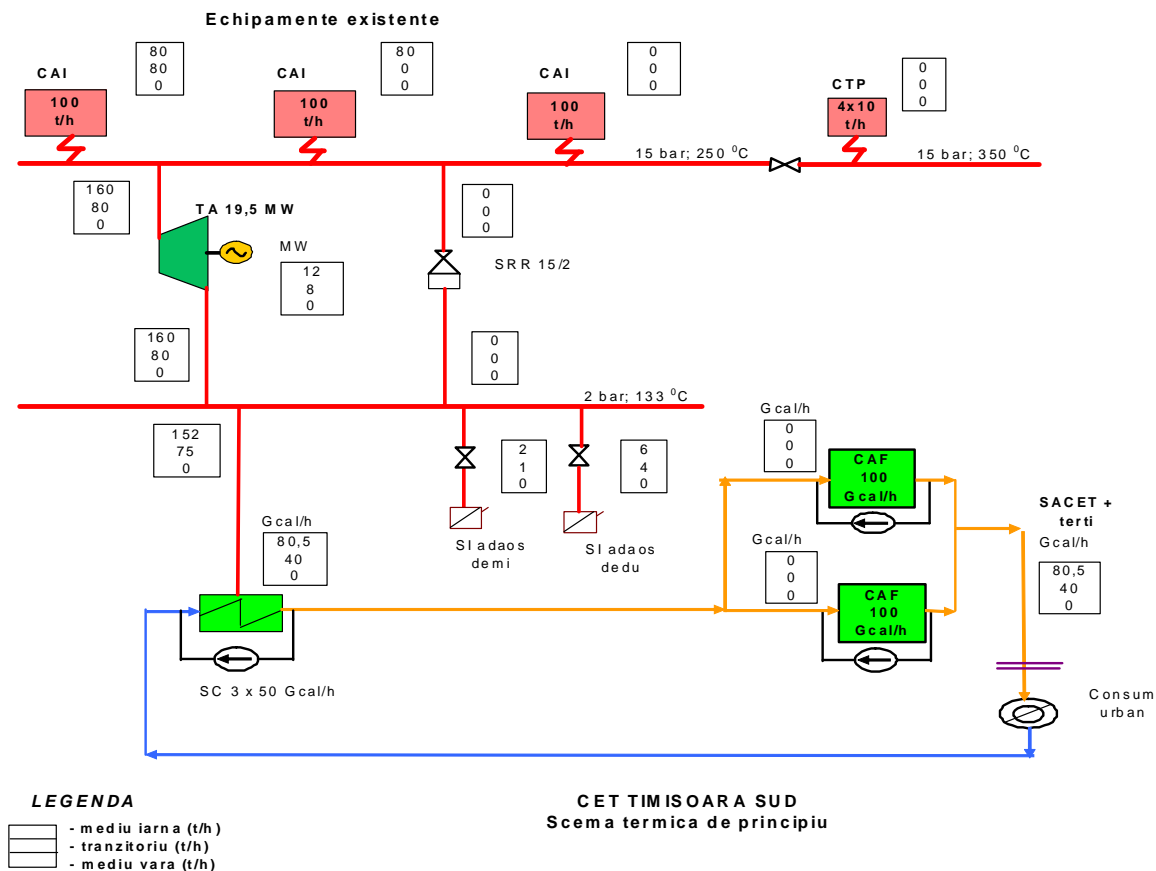 Echipamente existente
80
80
0
80
0
0
0
0
0
0
0
0
CAI
CAI
CAI
CTP
100
t/h
100
t/h
100
t/h
4x10
t/h
15 bar; 250 ⁰C
15 bar; 350 ⁰C
160
80
0
TA 19,5 MW
0
0
0
MW
12
8
0
SRR 15/2
160
80
0
0
0
0
2 bar; 133 ⁰C
152
75
0
2
1
0
6
4
0
Gcal/h
0
0
0
CAF
100
Gcal/h
SI adaos
demi
SI adaos
dedu
Gcal/h
80,5
40
0
Gcal/h
0
0
0
SACET +
terti
Gcal/h
80,5
40
0
CAF
100
Gcal/h
SC 3 x 50 Gcal/h
Consum
urban
LEGENDA
- mediu iarna (t/h)
- tranzitoriu (t/h)
- mediu vara (t/h)
CET TIMISOARA SUD
Schema termica de principiu